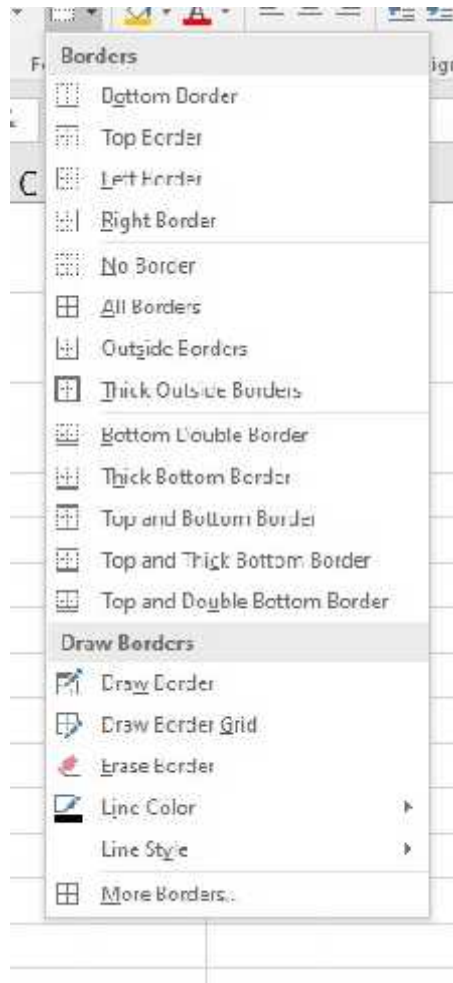 Borders
Bottom Border
Top Border
C
Left Border
Right Border
No Border
All Borders
Outside Borders
Thick Outside Borders
Bottom Double Border
Thick Bottom Border
Top and Bottom Border
Top and Thick Bottom Border
Top and Double Bottom Border
Draw Borders
Draw Border
Draw Border Grid
Erase Border
Line Color
Line Style
More Borders...